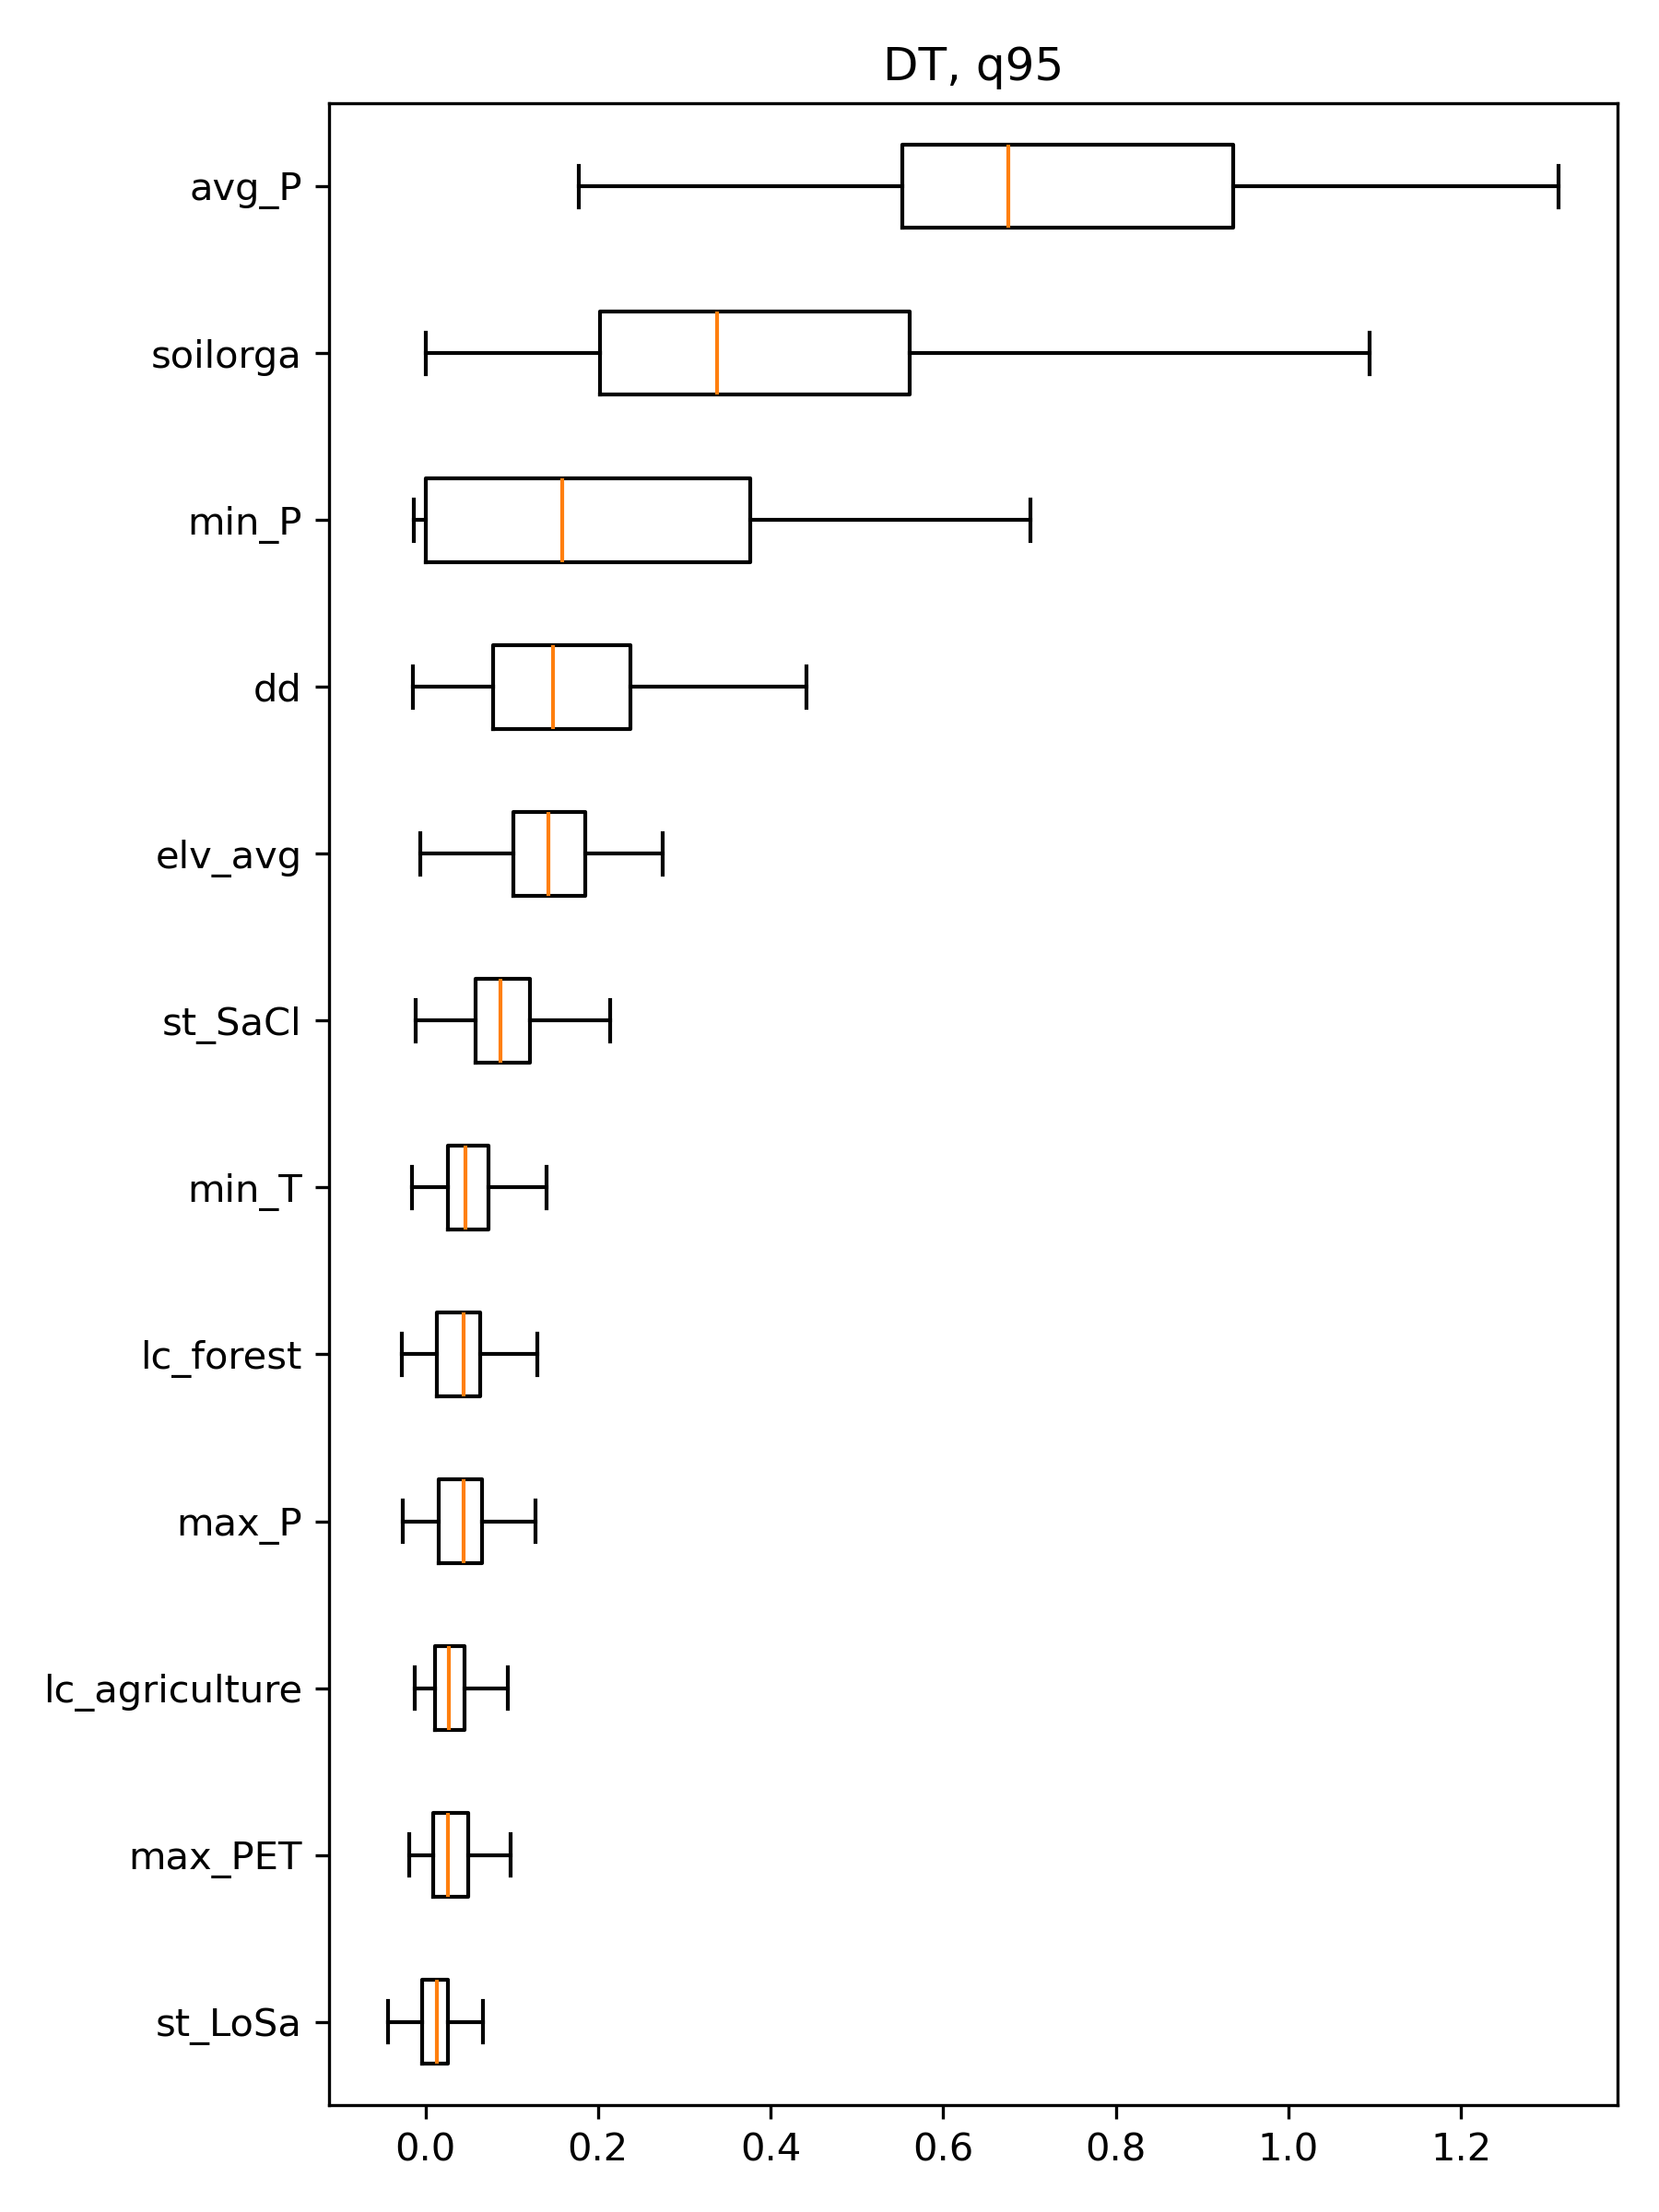 DT, q95
avg_P
soilorga
min_P
dd
elv_avg
st_SaCl
min_T
lc_forest
max_P
lc_agriculture
max_PET
st_LoSa
0.0 0.2 0.4 0.6 0.8 1.0 1.2